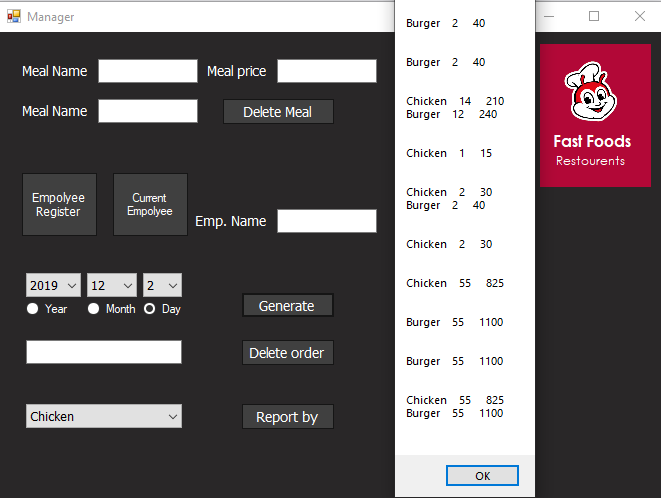 Manager
Meal Name
Meal price
Meal Name
Delete Meal
Empolyee
Register
Current
Empolyee
Emp. Name
2019
12
2
Year
Month
Day
Generate
Delete order
Chicken
Report by
Burger 2 40
Burger 2 40
Chicken 14 210
Burger 12 240
Chicken 1 15
Chicken 2 30
Burger 2 40
Chicken 2 30
Chicken 55 825
Burger 55 1100
Burger 55 1100
Chicken 55 825
Burger 55 1100
OK
Fast Foods
Restourents